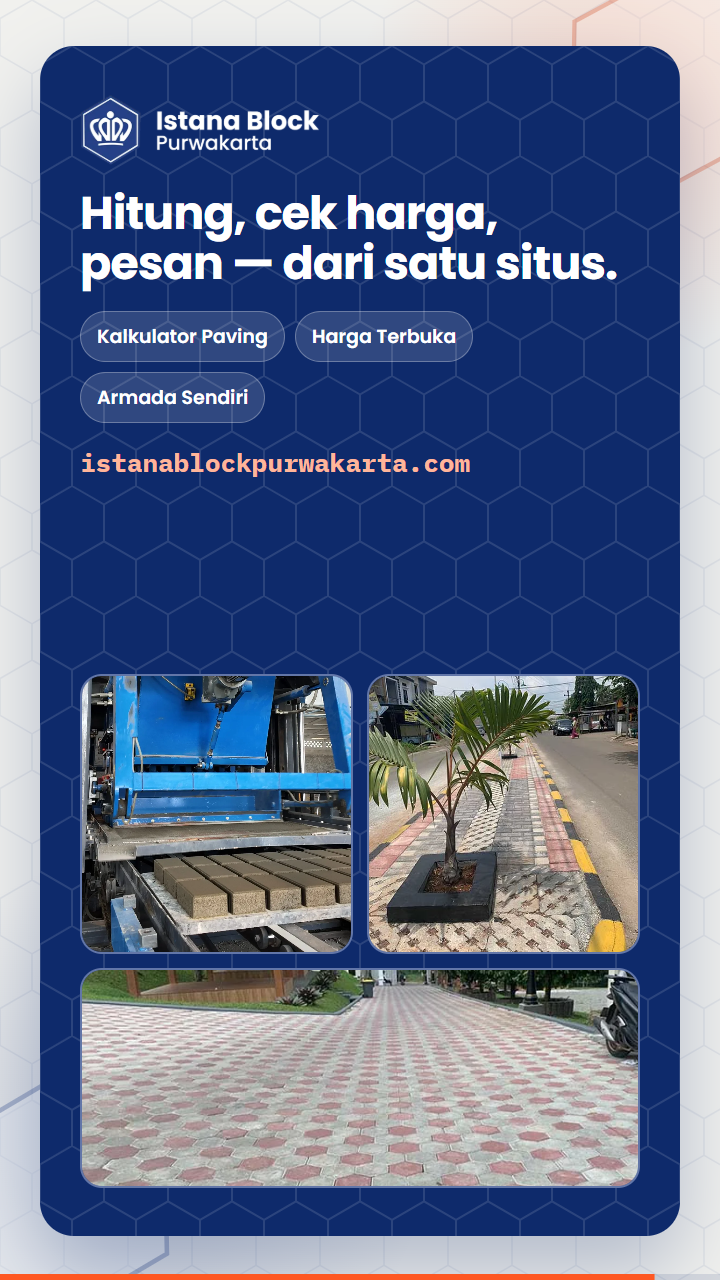 Istana Block
Purwakarta
Hitung, cek harga,
pesan — dari satu situs.
Kalkulator Paving
Harga Terbuka
Armada Sendiri
istanablockpurwakarta.com